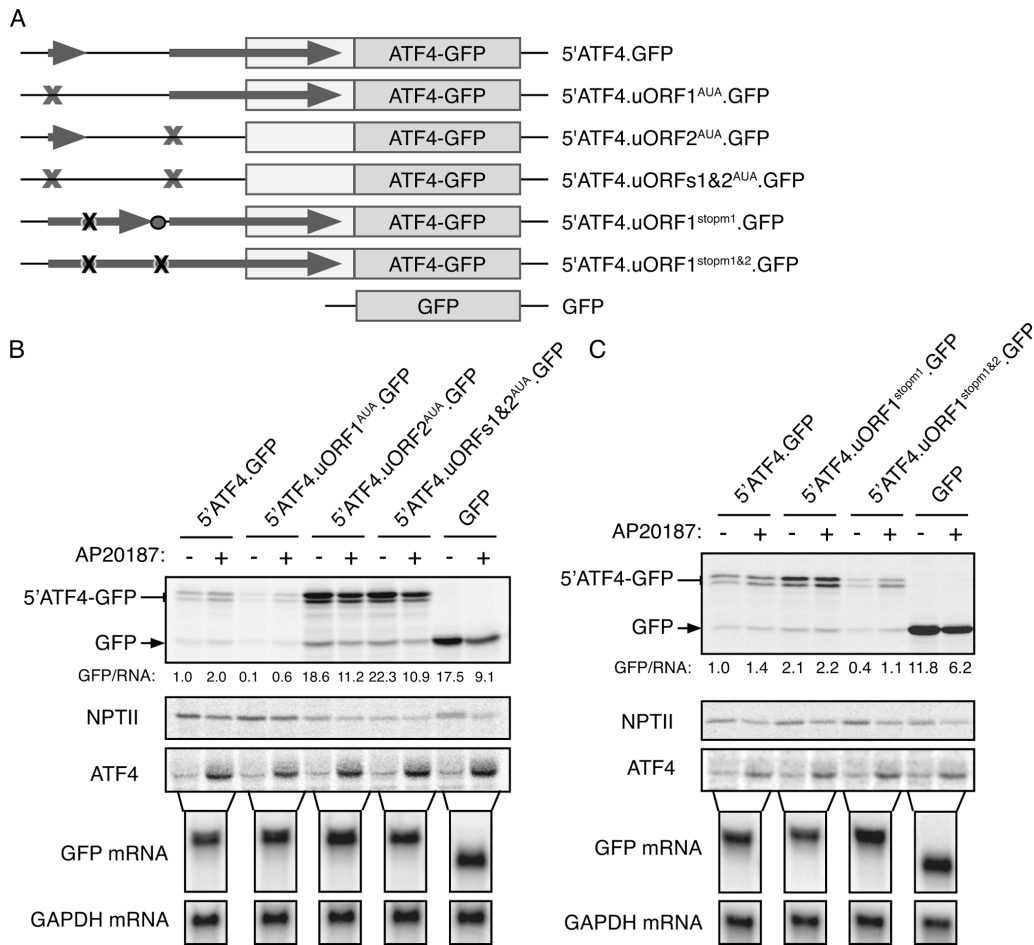 A
ATF4-GFP 5'ATF4.GFP
ATF4-GFP 5'ATF4.uORF1AUA.GFP
ATF4-GFP 5'ATF4.uORF2AUA.GFP
ATF4-GFP 5'ATF4.uORFs1&2AUA.GFP
ATF4-GFP 5'ATF4.uORF1stopm1.GFP
ATF4-GFP 5'ATF4.uORF1stopm1&2.GFP
GFP GFP
B
5'ATF4.GFP
5'ATF4.uORF1AUA.GFP
5'ATF4.uORF2AUA.GFP
5'ATF4.uORFs1&2AUA.GFP
GFP
AP20187: - + - + - + - + - +
5'ATF4-GFP
GFP
GFP/RNA: 1.0 2.0 0.1 0.6 18.6 11.2 22.3 10.9 17.5 9.1
NPTII
ATF4
GFP mRNA
GAPDH mRNA
C
5'ATF4.GFP
5'ATF4.uORF1stopm1.GFP
5'ATF4.uORF1stopm1&2.GFP
GFP
AP20187: - + - + - + - +
5'ATF4-GFP
GFP
GFP/RNA: 1.0 1.4 2.1 2.2 0.4 1.1 11.8 6.2
NPTII
ATF4
GFP mRNA
GAPDH mRNA